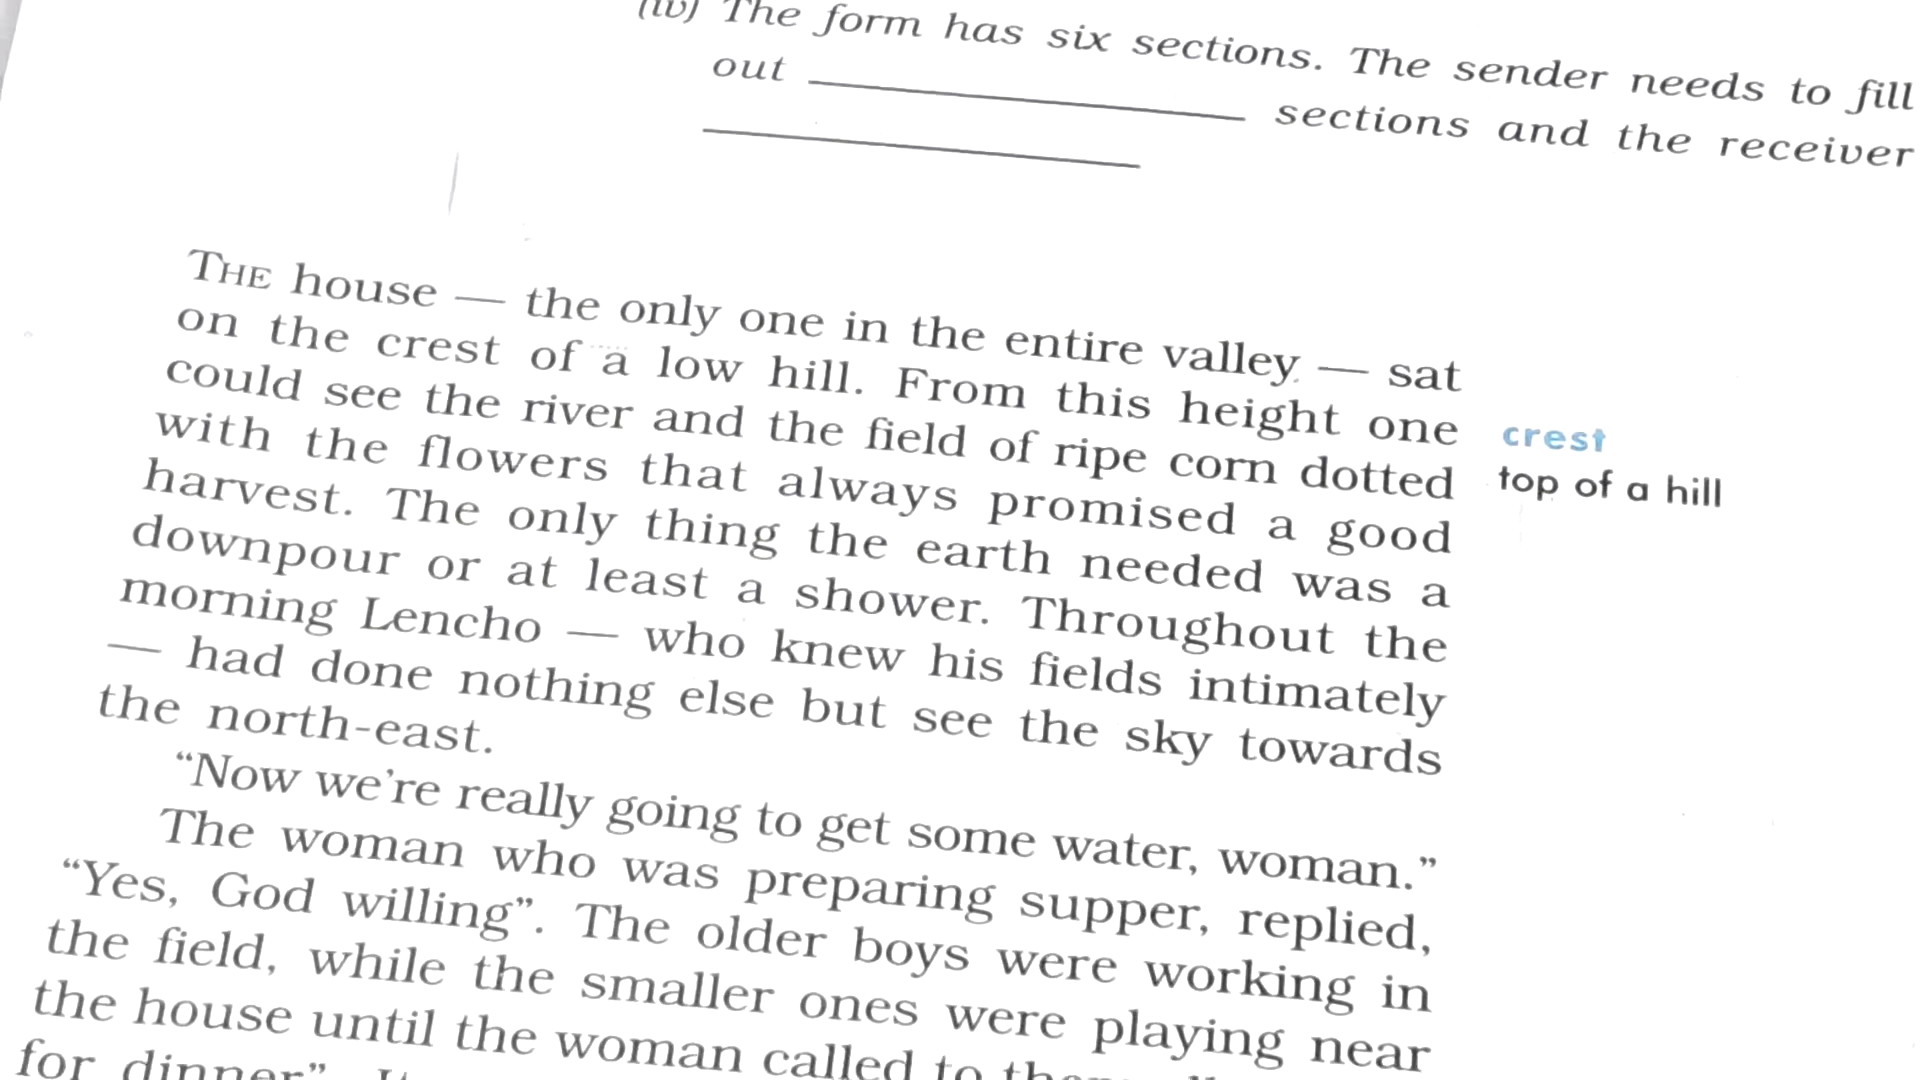 (iv) The form has six sections. The sender needs to fill
out ____________ sections and the receiver
____________
THE house — the only one in the entire valley — sat
on the crest of a low hill. From this height one
could see the river and the field of ripe corn dotted
with the flowers that always promised a good
harvest. The only thing the earth needed was a
downpour or at least a shower. Throughout the
morning Lencho — who knew his fields intimately
— had done nothing else but see the sky towards
the north-east.
crest
top of a hill
“Now we’re really going to get some water, woman.”
The woman who was preparing supper, replied,
“Yes, God willing”. The older boys were working in
the field, while the smaller ones were playing near
the house until the woman called to
for dinner”.